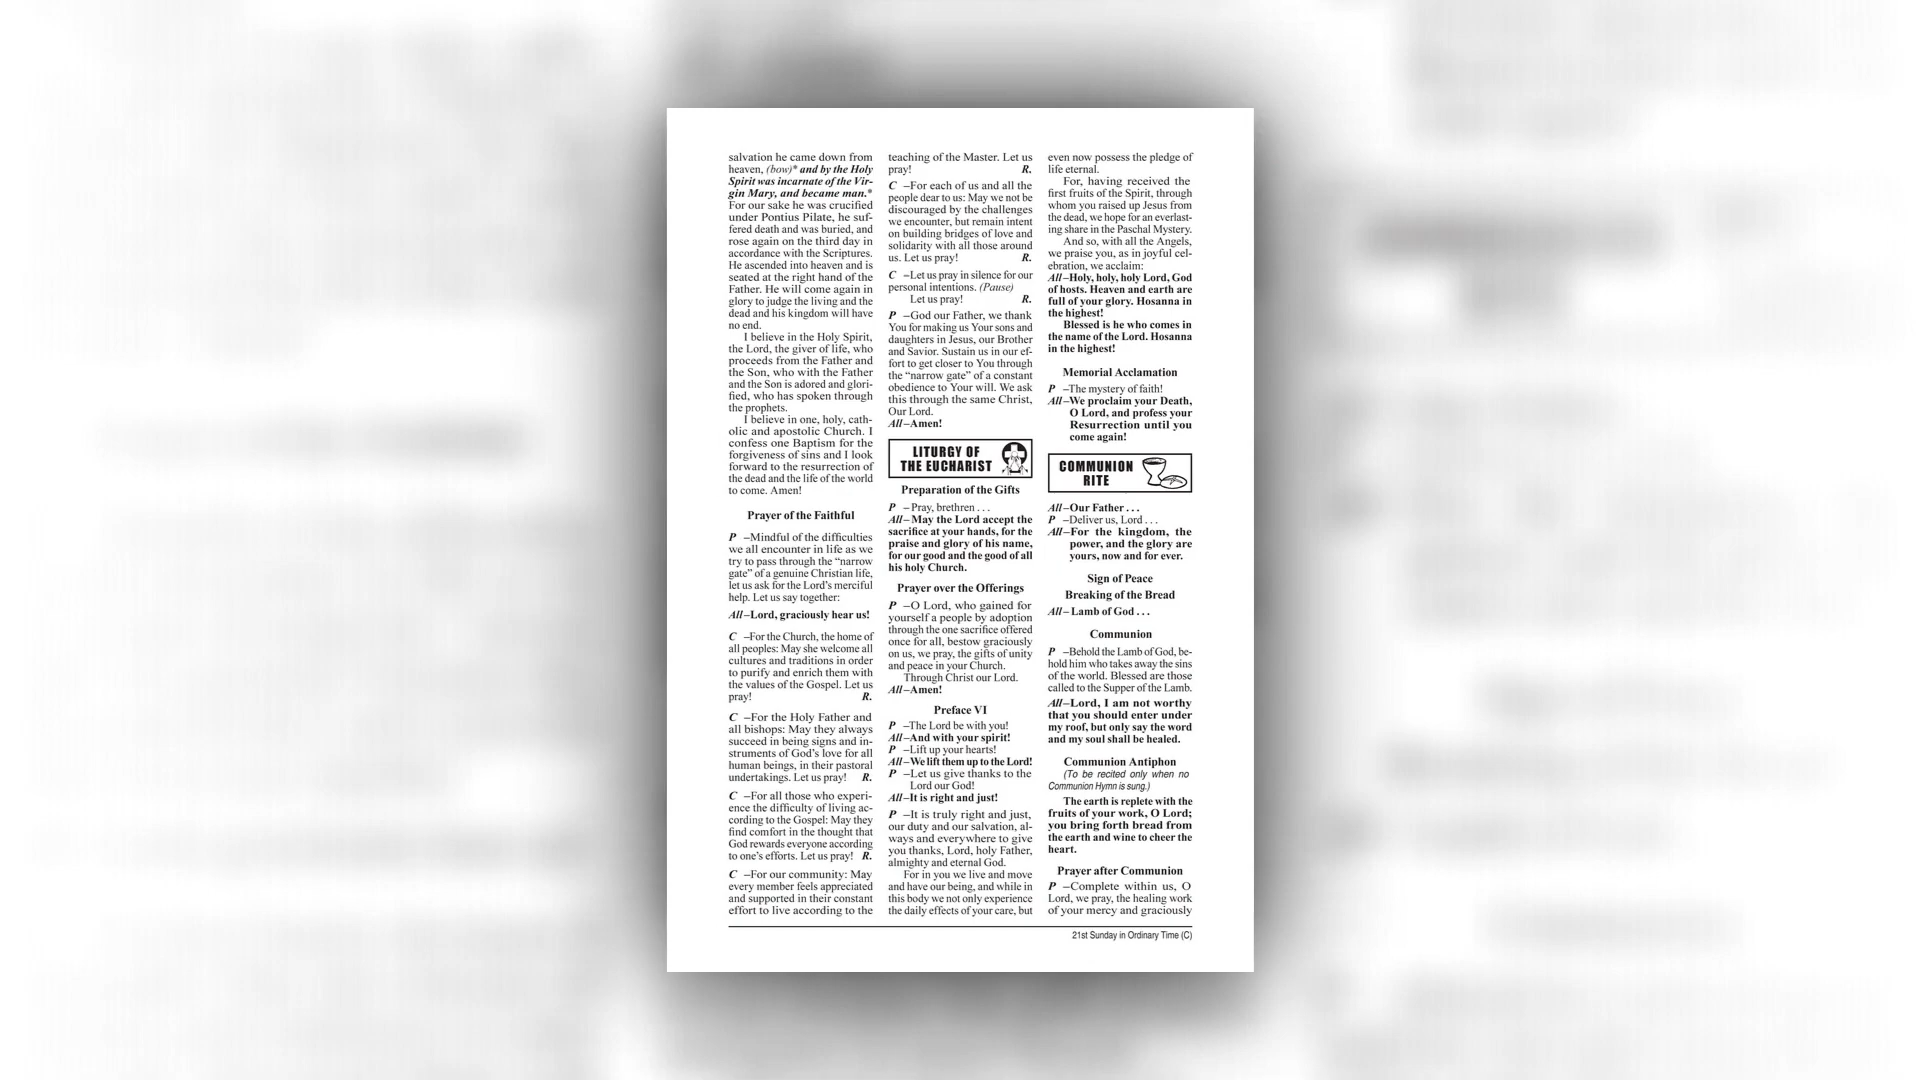 salvation he came down from
heaven, (bow)* and by the Holy
Spirit was incarnate of the Vir-
gin Mary, and became man.*
For our sake he was crucified
under Pontius Pilate, he suf-
fered death and was buried, and
rose again on the third day in
accordance with the Scriptures.
He ascended into heaven and is
seated at the right hand of the
Father. He will come again in
glory to judge the living and the
dead and his kingdom will have
no end.
I believe in the Holy Spirit,
the Lord, the giver of life, who
proceeds from the Father and
the Son, who with the Father
and the Son is adored and glori-
fied, who has spoken through
the prophets.
I believe in one, holy, cath-
olic and apostolic Church. I
confess one Baptism for the
forgiveness of sins and I look
forward to the resurrection of
the dead and the life of the world
to come. Amen!
Prayer of the Faithful
P –Mindful of the difficulties
we all encounter in life as we
try to pass through the “narrow
gate” of a genuine Christian life,
let us ask for the Lord’s merciful
help. Let us say together:
All–Lord, graciously hear us!
C –For the Church, the home of
all peoples: May she welcome all
cultures and traditions in order
to purify and enrich them with
the values of the Gospel. Let us
pray! R.
C –For the Holy Father and
all bishops: May they always
succeed in being signs and in-
struments of God’s love for all
human beings, in their pastoral
undertakings. Let us pray! R.
C –For all those who experi-
ence the difficulty of living ac-
cording to the Gospel: May they
find comfort in the thought that
God rewards everyone according
to one’s efforts. Let us pray! R.
C –For our community: May
every member feels appreciated
and supported in their constant
effort to live according to the
teaching of the Master. Let us
pray! R.
C –For each of us and all the
people dear to us: May we not be
discouraged by the challenges
we encounter, but remain intent
on building bridges of love and
solidarity with all those around
us. Let us pray! R.
C –Let us pray in silence for our
personal intentions. (Pause)
Let us pray! R.
P –God our Father, we thank
You for making us Your sons and
daughters in Jesus, our Brother
and Savior. Sustain us in our ef-
fort to get closer to You through
the “narrow gate” of a constant
obedience to Your will. We ask
this through the same Christ,
Our Lord.
All–Amen!
LITURGY OF
THE EUCHARIST
Preparation of the Gifts
P – Pray, brethren . . .
All–May the Lord accept the
sacrifice at your hands, for the
praise and glory of his name,
for our good and the good of all
his holy Church.
Prayer over the Offerings
P –O Lord, who gained for
yourself a people by adoption
through the one sacrifice offered
once for all, bestow graciously
on us, we pray, the gifts of unity
and peace in your Church.
Through Christ our Lord.
All–Amen!
Preface VI
P –The Lord be with you!
All–And with your spirit!
P –Lift up your hearts!
All–We lift them up to the Lord!
P –Let us give thanks to the
Lord our God!
All–It is right and just!
P –It is truly right and just,
our duty and our salvation, al-
ways and everywhere to give
you thanks, Lord, holy Father,
almighty and eternal God.
For in you we live and move
and have our being, and while in
this body we not only experience
the daily effects of your care, but
even now possess the pledge of
life eternal.
For, having received the
first fruits of the Spirit, through
whom you raised up Jesus from
the dead, we hope for an everlast-
ing share in the Paschal Mystery.
And so, with all the Angels,
we praise you, as in joyful cel-
ebration, we acclaim:
All–Holy, holy, holy Lord, God
of hosts. Heaven and earth are
full of your glory. Hosanna in
the highest!
Blessed is he who comes in
the name of the Lord. Hosanna
in the highest!
Memorial Acclamation
P –The mystery of faith!
All–We proclaim your Death,
O Lord, and profess your
Resurrection until you
come again!
COMMUNION
RITE
All–Our Father . . .
P –Deliver us, Lord . . .
All–For the kingdom, the
power, and the glory are
yours, now and for ever.
Sign of Peace
Breaking of the Bread
All– Lamb of God . . .
Communion
P –Behold the Lamb of God, be-
hold him who takes away the sins
of the world. Blessed are those
called to the Supper of the Lamb.
All–Lord, I am not worthy
that you should enter under
my roof, but only say the word
and my soul shall be healed.
Communion Antiphon
(To be recited only when no
Communion Hymn is sung.)
The earth is replete with the
fruits of your work, O Lord;
you bring forth bread from
the earth and wine to cheer the
heart.
Prayer after Communion
P –Complete within us, O
Lord, we pray, the healing work
of your mercy and graciously
21st Sunday in Ordinary Time (C)